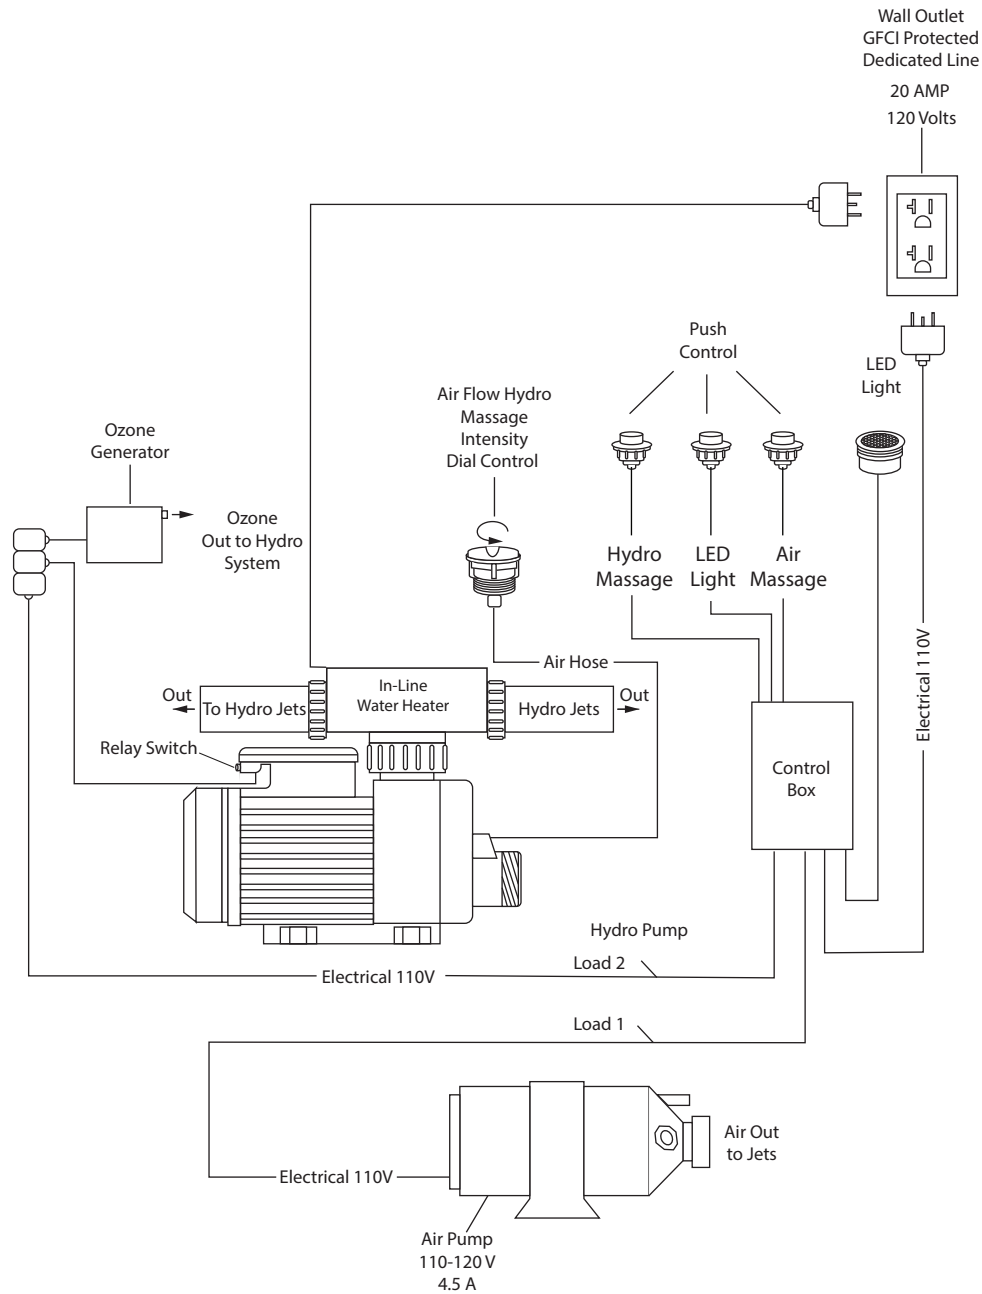 Wall Outlet
GFCI Protected
Dedicated Line
20 AMP
120 Volts
Push
Control
LED
Light
Air Flow Hydro
Massage
Intensity
Dial Control
Ozone
Generator
Ozone
Out to Hydro
System
Hydro
Massage
LED
Light
Air
Massage
Electrical 110V
Air Hose
In-Line
Water Heater
Out
To Hydro Jets
Hydro Jets
Out
Relay Switch
Control
Box
Hydro Pump
Load 2
Electrical 110V
Load 1
Air Out
to Jets
Electrical 110V
Air Pump
110-120 V
4.5 A